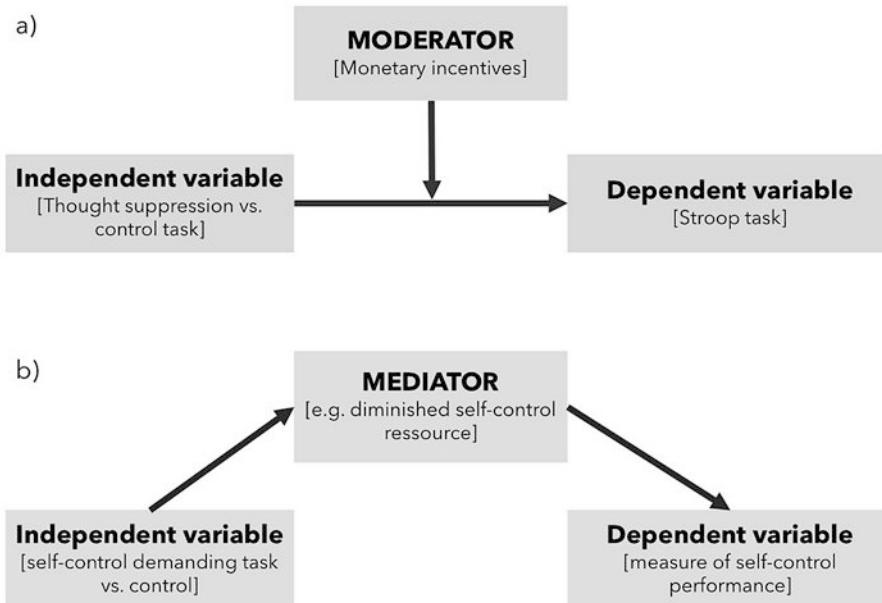 a)
MODERATOR
[Monetary incentives]
Independent variable
[Thought suppression vs.
control task]
Dependent variable
[Stroop task]
b)
MEDIATOR
[e.g. diminished self-control
ressource]
Independent variable
[self-control demanding task
vs. control]
Dependent variable
[measure of self-control
performance]